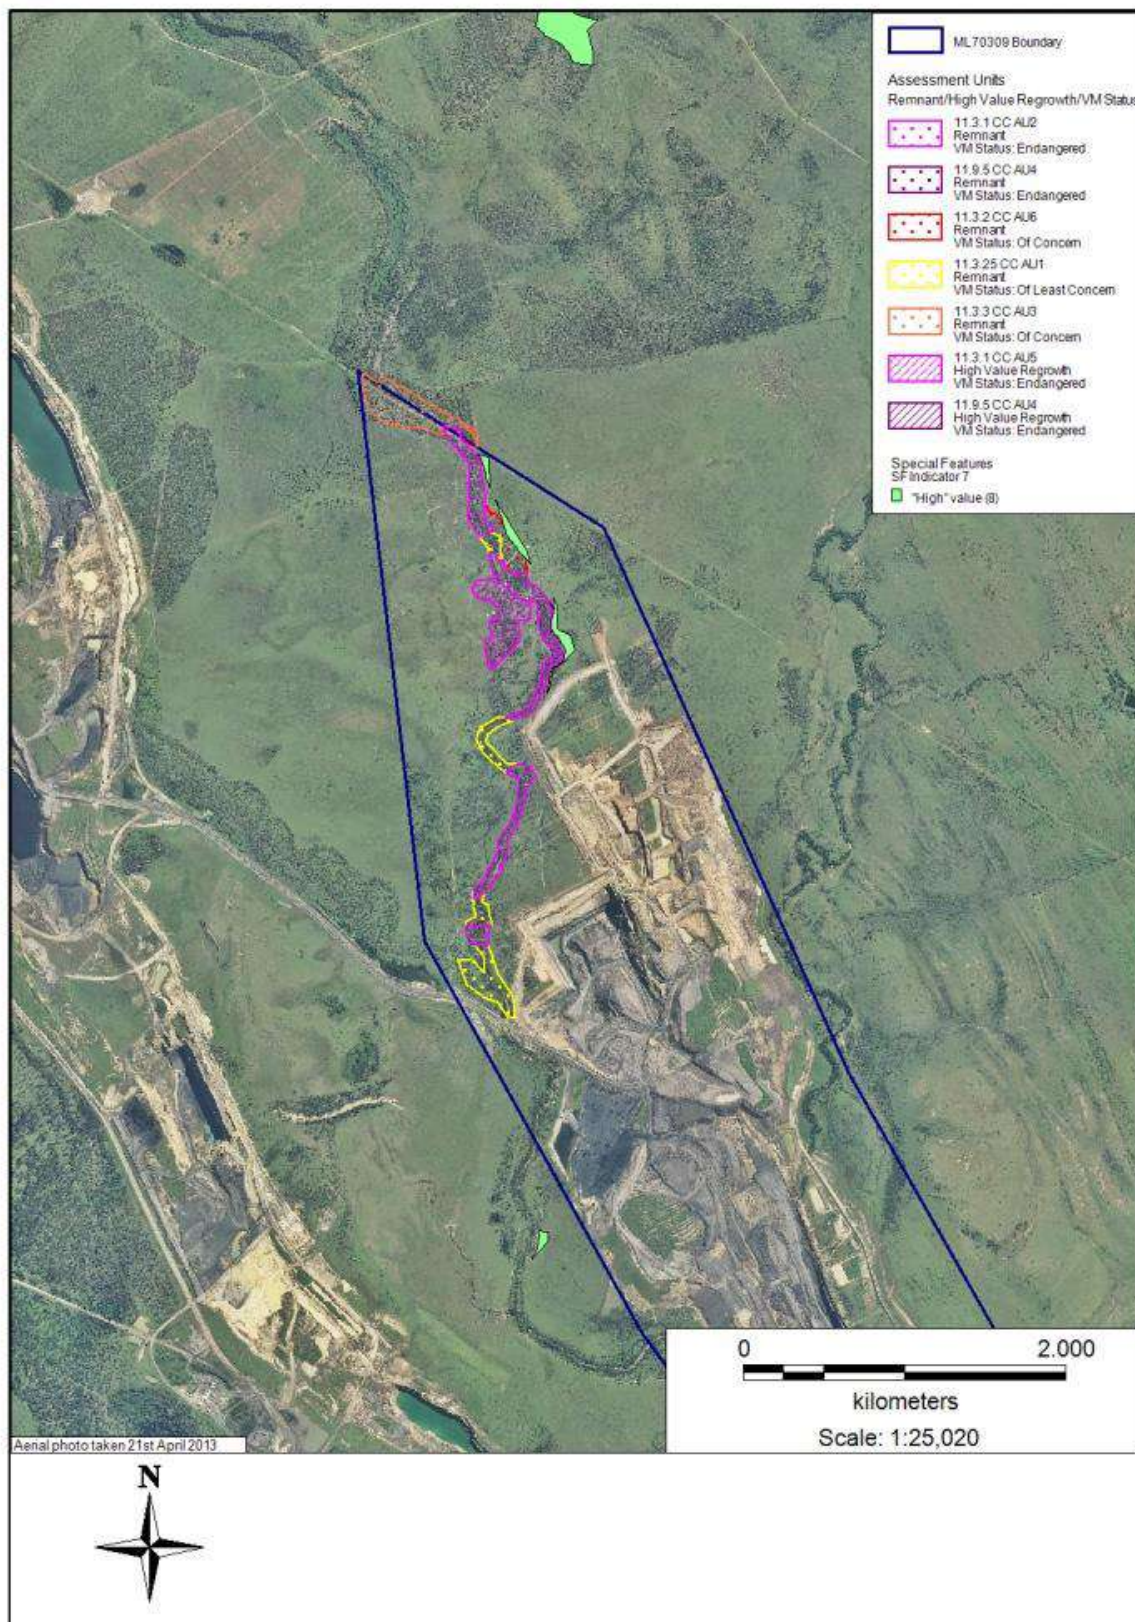 ML70309 Boundary
Assessment Units
Remnant/High Value Regrowth/VM Status
11.3.1 CC AU2
Remnant
VM Status: Endangered
11.9.5 CC AU4
Remnant
VM Status: Endangered
11.3.2 CC AU6
Remnant
VM Status: Of Concern
11.3.25 CC AU1
Remnant
VM Status: Of Least Concern
11.3.3 CC AU3
Remnant
VM Status: Of Concern
11.3.1 CC AU5
High Value Regrowth
VM Status: Endangered
11.9.5 CC AU4
High Value Regrowth
VM Status: Endangered
Special Features
SF Indicator 7
"High" value (8)
0 2.000
kilometers
Scale: 1:25,020
Aerial photo taken 21st April 2013
N